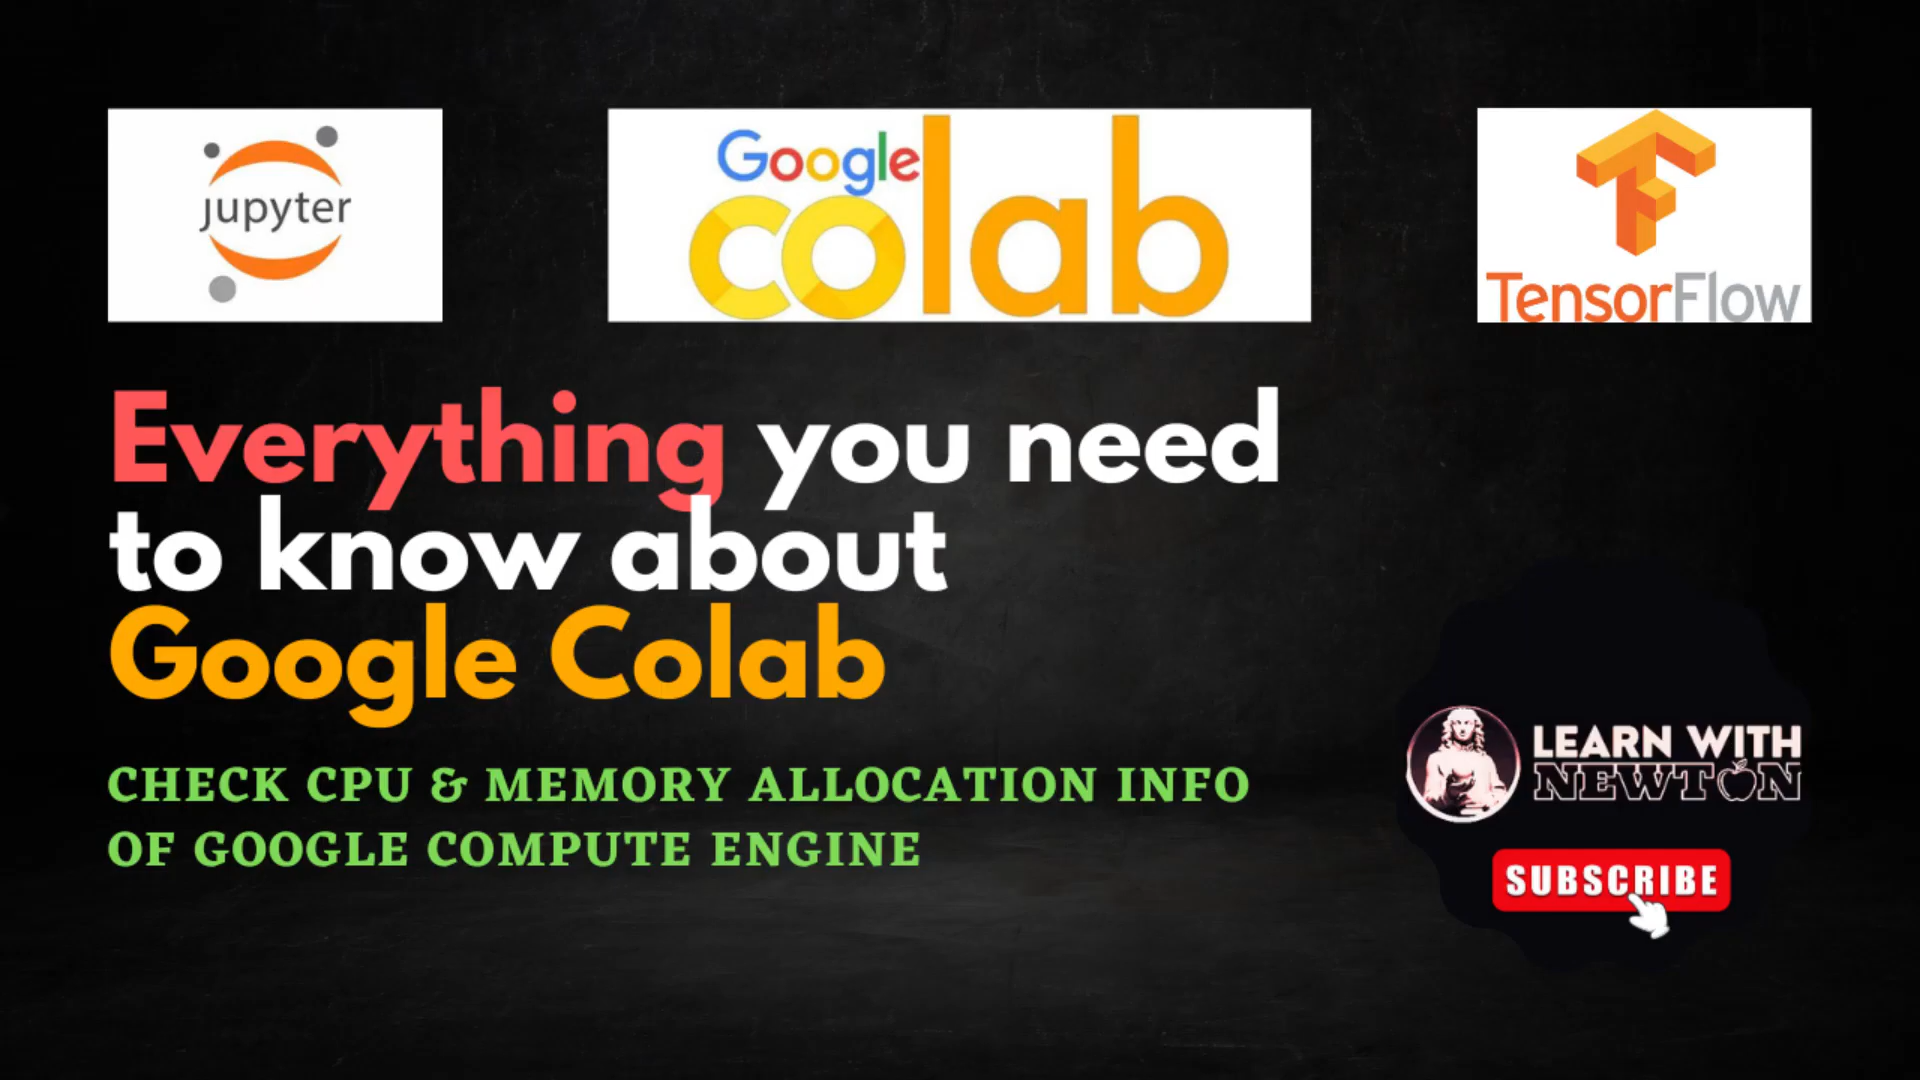 jupyter
Google
colab
TensorFlow
Everything you need
to know about
Google Colab
CHECK CPU & MEMORY ALLOCATION INFO
OF GOOGLE COMPUTE ENGINE
LEARN WITH
NEWTON
SUBSCRIBE